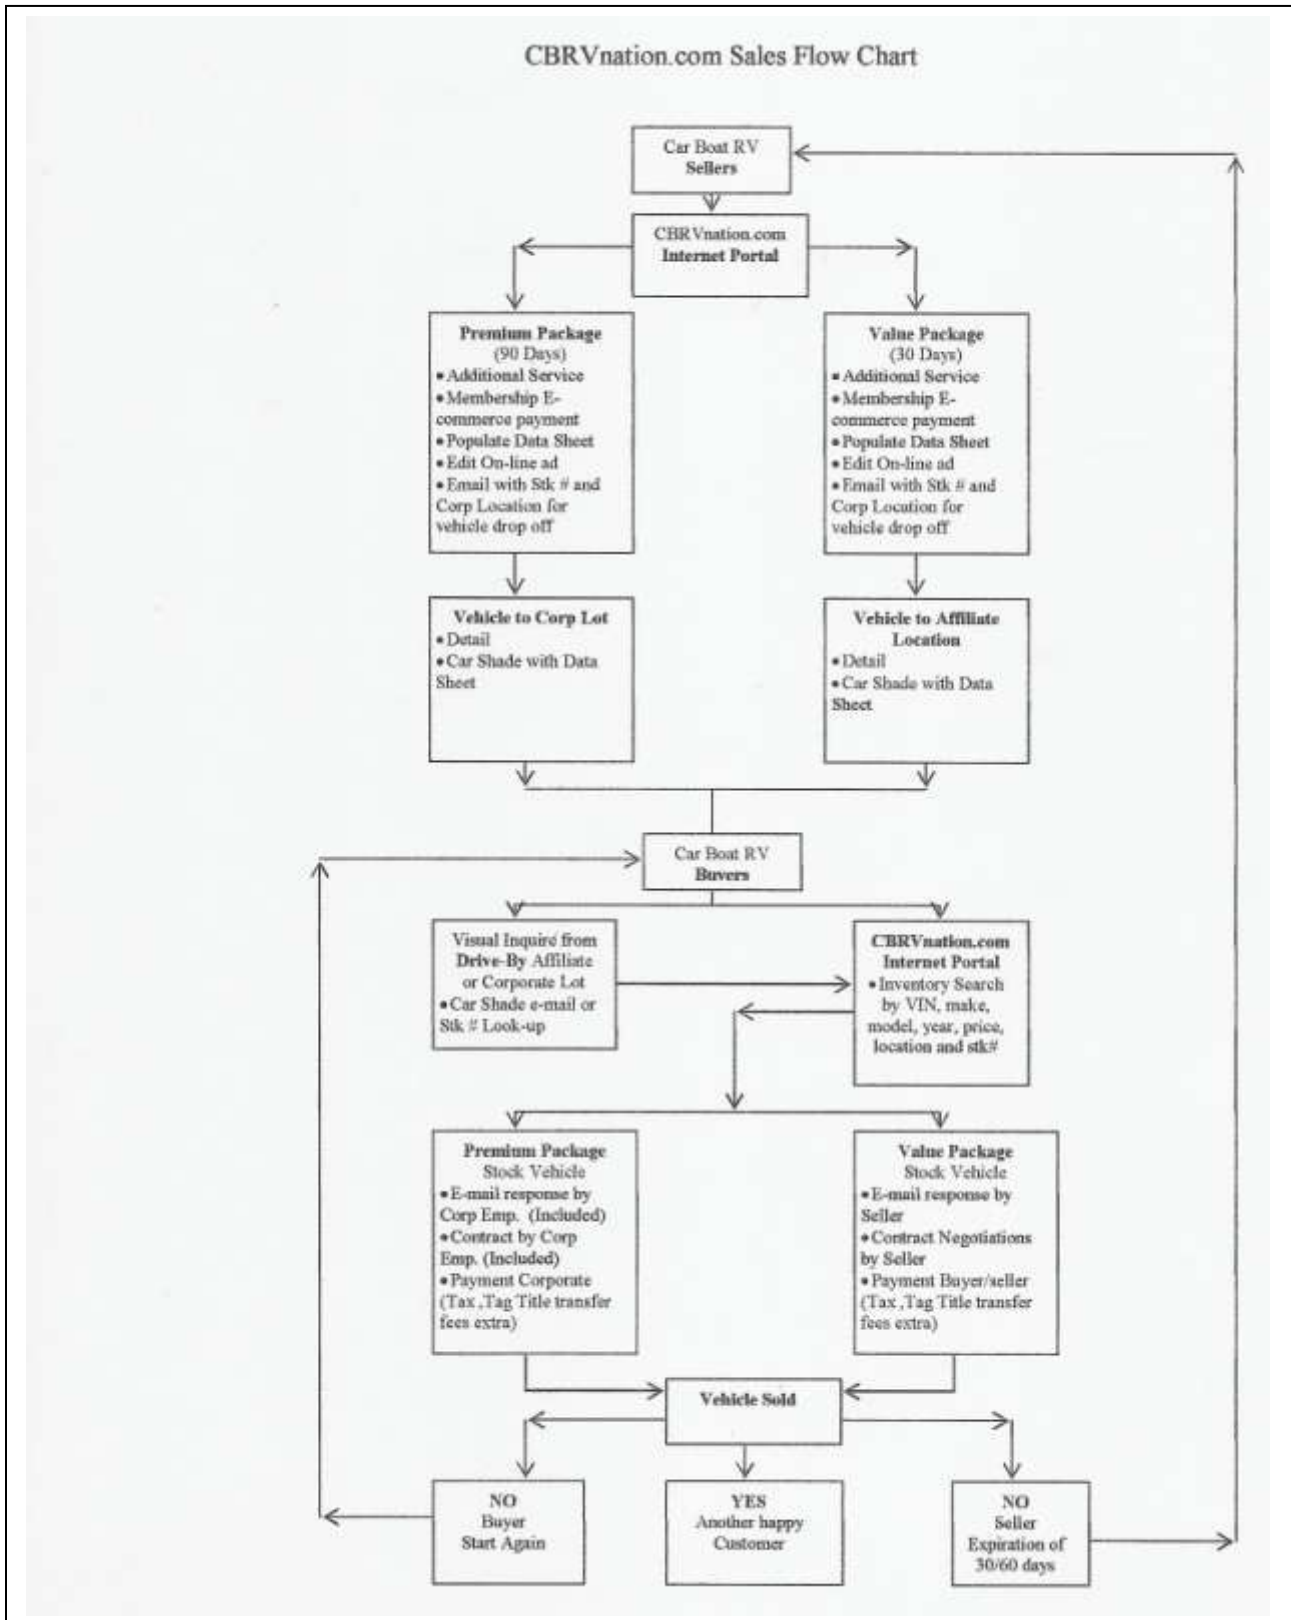 CBRVnation.com Sales Flow Chart
Car Boat RV
Sellers
CBRVnation.com
Internet Portal
Premium Package
(90 Days)
• Additional Service
• Membership E-
commerce payment
• Populate Data Sheet
• Edit On-line ad
• Email with Stk # and
Corp Location for
vehicle drop off
Value Package
(30 Days)
• Additional Service
• Membership E-
commerce payment
• Populate Data Sheet
• Edit On-line ad
• Email with Stk # and
Corp Location for
vehicle drop off
Vehicle to Corp Lot
• Detail
• Car Shade with Data
Sheet
Vehicle to Affiliate
Location
• Detail
• Car Shade with Data
Sheet
Car Boat RV
Buyers
Visual Inquire from
Drive-By Affiliate
or Corporate Lot
• Car Shade e-mail or
Stk # Look-up
CBRVnation.com
Internet Portal
• Inventory Search
by VIN, make,
model, year, price,
location and stk#
Premium Package
Stock Vehicle
• E-mail response by
Corp Emp. (Included)
• Contract by Corp
Emp. (Included)
• Payment Corporate
(Tax ,Tag Title transfer
fees extra)
Value Package
Stock Vehicle
• E-mail response by
Seller
• Contract Negotiations
by Seller
• Payment Buyer/seller
(Tax ,Tag Title transfer
fees extra)
Vehicle Sold
NO
Buyer
Start Again
YES
Another happy
Customer
NO
Seller
Expiration of
30/60 days